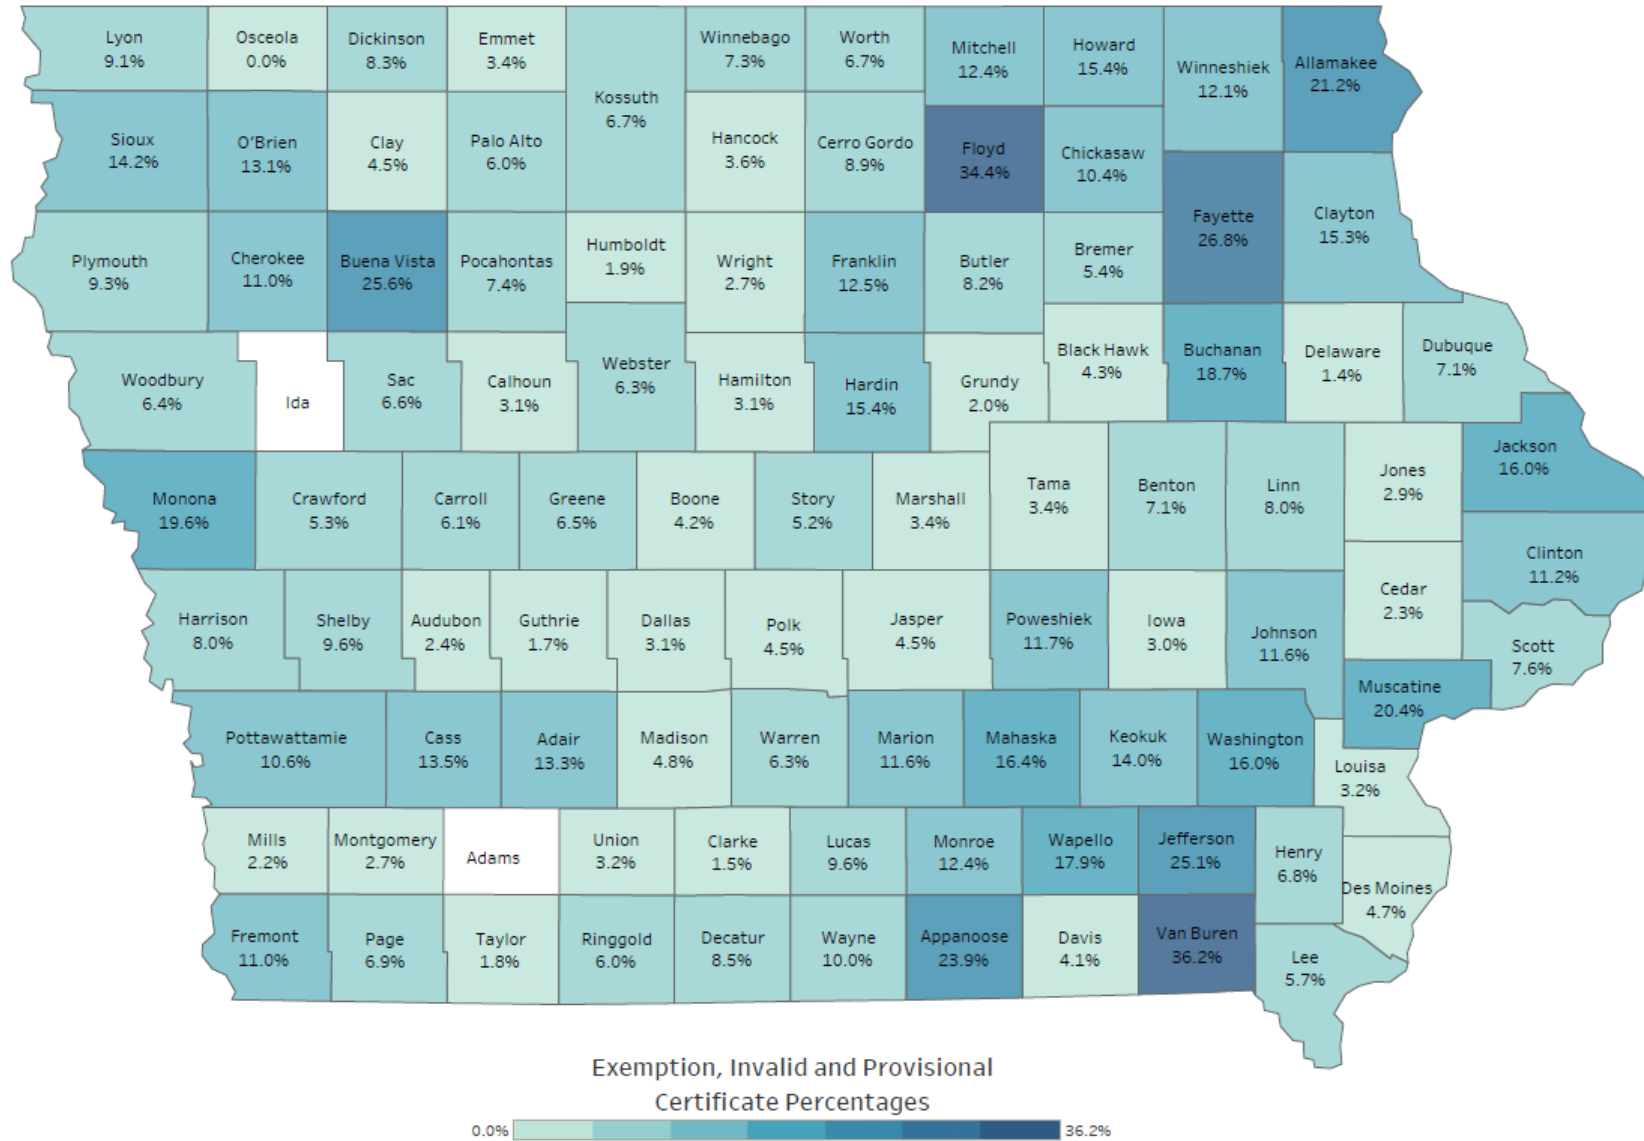 Lyon
9.1%
Osceola
0.0%
Dickinson
8.3%
Emmet
3.4%
Kossuth
6.7%
Winnebago
7.3%
Worth
6.7%
Mitchell
12.4%
Howard
15.4%
Winneshiek
12.1%
Allamakee
21.2%
Sioux
14.2%
O'Brien
13.1%
Clay
4.5%
Palo Alto
6.0%
Hancock
3.6%
Cerro Gordo
8.9%
Floyd
34.4%
Chickasaw
10.4%
Fayette
26.8%
Clayton
15.3%
Plymouth
9.3%
Cherokee
11.0%
Buena Vista
25.6%
Pocahontas
7.4%
Humboldt
1.9%
Wright
2.7%
Franklin
12.5%
Butler
8.2%
Bremer
5.4%
Woodbury
6.4%
Ida
Sac
6.6%
Calhoun
3.1%
Webster
6.3%
Hamilton
3.1%
Hardin
15.4%
Grundy
2.0%
Black Hawk
4.3%
Buchanan
18.7%
Delaware
1.4%
Dubuque
7.1%
Monona
19.6%
Crawford
5.3%
Carroll
6.1%
Greene
6.5%
Boone
4.2%
Story
5.2%
Marshall
3.4%
Tama
3.4%
Benton
7.1%
Linn
8.0%
Jones
2.9%
Jackson
16.0%
Clinton
11.2%
Harrison
8.0%
Shelby
9.6%
Audubon
2.4%
Guthrie
1.7%
Dallas
3.1%
Polk
4.5%
Jasper
4.5%
Poweshiek
11.7%
Iowa
3.0%
Johnson
11.6%
Cedar
2.3%
Scott
7.6%
Muscatine
20.4%
Pottawattamie
10.6%
Cass
13.5%
Adair
13.3%
Madison
4.8%
Warren
6.3%
Marion
11.6%
Mahaska
16.4%
Keokuk
14.0%
Washington
16.0%
Louisa
3.2%
Mills
2.2%
Montgomery
2.7%
Adams
Union
3.2%
Clarke
1.5%
Lucas
9.6%
Monroe
12.4%
Wapello
17.9%
Jefferson
25.1%
Henry
6.8%
Des Moines
4.7%
Fremont
11.0%
Page
6.9%
Taylor
1.8%
Ringgold
6.0%
Decatur
8.5%
Wayne
10.0%
Appanoose
23.9%
Davis
4.1%
Van Buren
36.2%
Lee
5.7%
Exemption, Invalid and Provisional
Certificate Percentages
0.0% 36.2%